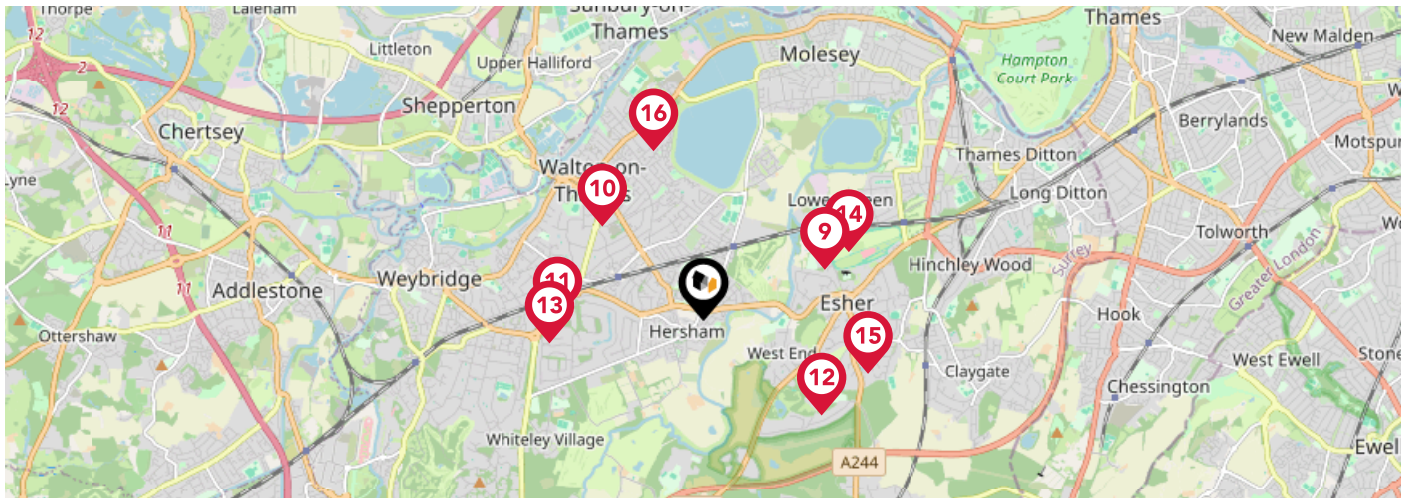 Thorpe
Laleham
Sunbury-on-
Thames
Thames
12
Littleton
Molesey
New Malden
2
Upper Halliford
Hampton
Court Park
12
Shepperton
16
Berrylands
Chertsey
Motspur
Walton-on-
Thames
Thames Ditton
Lyne
10
Long Ditton
Lower Green
14
9
11
Tolworth
Surrey
Greater London
Hinchley Wood
Weybridge
11
13
11
Addlestone
Esher
Hook
Ottershaw
Hersham
15
West End
West Ewell
Stone
12
Claygate
Chessington
Whiteley Village
Ewel
A244